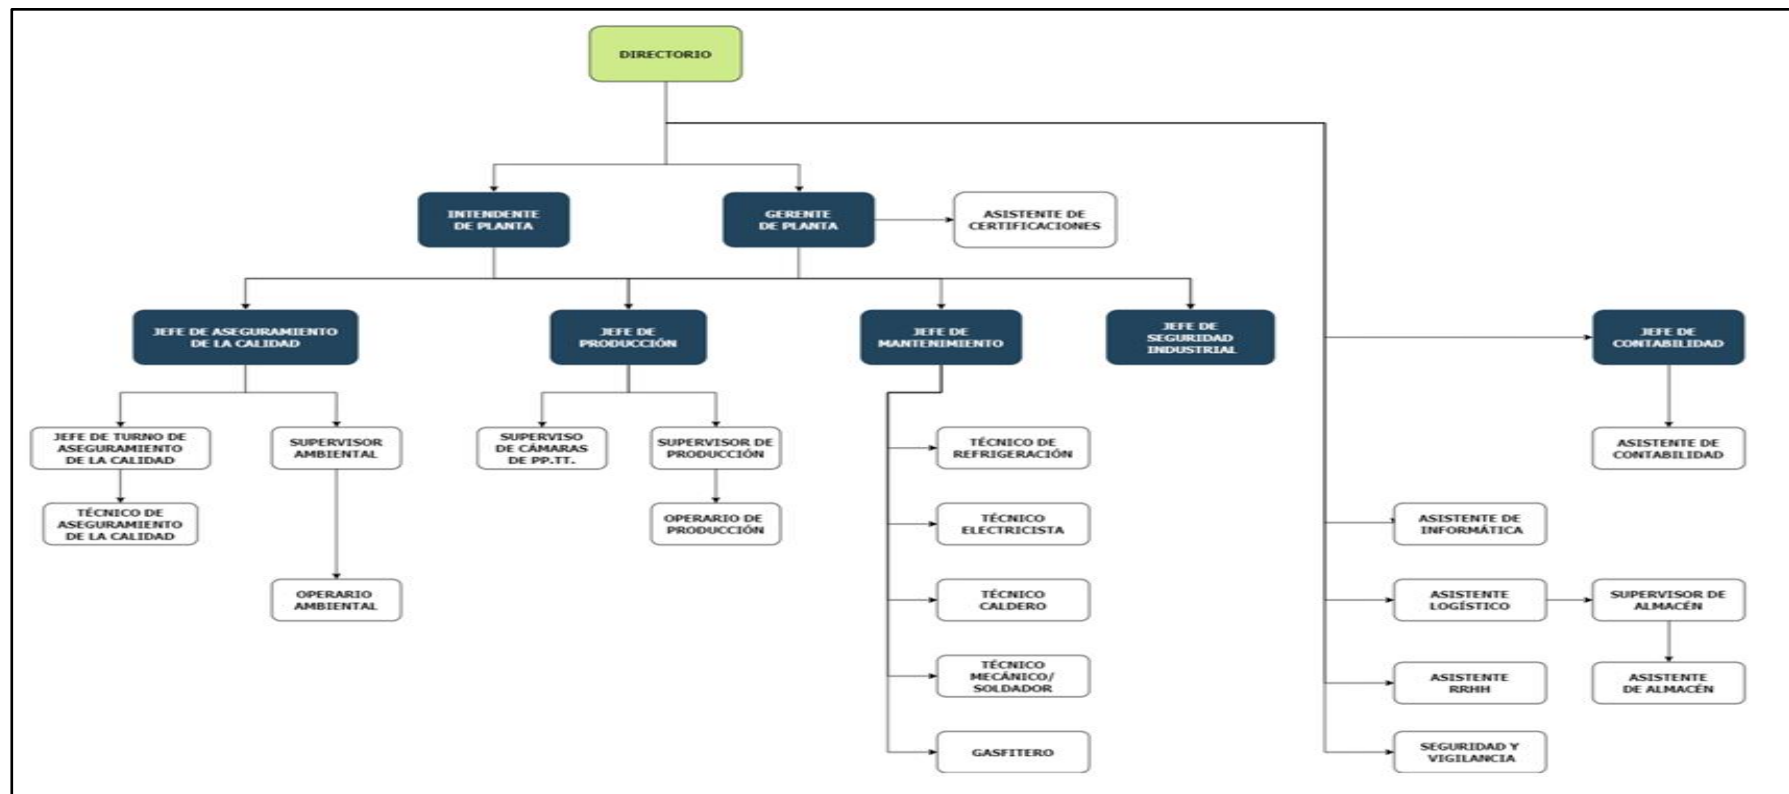 DIRECTORIO
INTENDENTE
DE PLANTA
GERENTE
DE PLANTA
ASISTENTE DE
CERTIFICACIONES
JEFE DE ASEGURAMIENTO
DE LA CALIDAD
JEFE DE
PRODUCCIÓN
JEFE DE
MANTENIMIENTO
JEFE DE
SEGURIDAD
INDUSTRIAL
JEFE DE
CONTABILIDAD
JEFE DE TURNO DE
ASEGURAMIENTO
DE LA CALIDAD
SUPERVISOR
AMBIENTAL
SUPERVISO
DE CÁMARAS
DE PP.TT.
SUPERVISOR DE
PRODUCCIÓN
TÉCNICO DE
REFRIGERACIÓN
ASISTENTE DE
CONTABILIDAD
TÉCNICO DE
ASEGURAMIENTO
DE LA CALIDAD
OPERARIO DE
PRODUCCIÓN
TÉCNICO
ELECTRICISTA
ASISTENTE DE
INFORMÁTICA
OPERARIO
AMBIENTAL
TÉCNICO
CALDERO
ASISTENTE
LOGÍSTICO
SUPERVISOR DE
ALMACÉN
TÉCNICO
MECÁNICO/
SOLDADOR
ASISTENTE
RRHH
ASISTENTE
DE ALMACÉN
GASFITERO
SEGURIDAD Y
VIGILANCIA